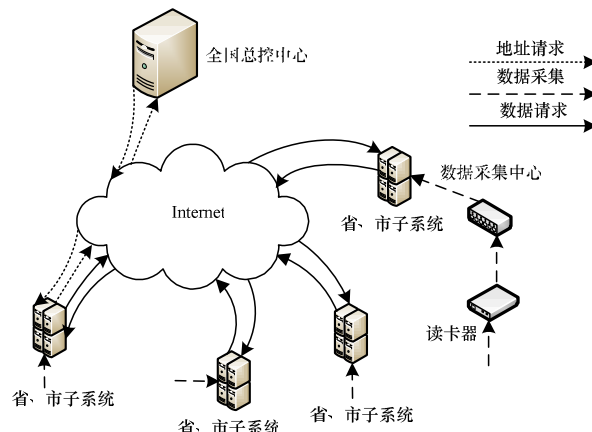 全国总控中心
地址请求
数据采集
数据请求
Internet
数据采集中心
省、市子系统
读卡器
省、市子系统
省、市子系统
省、市子系统